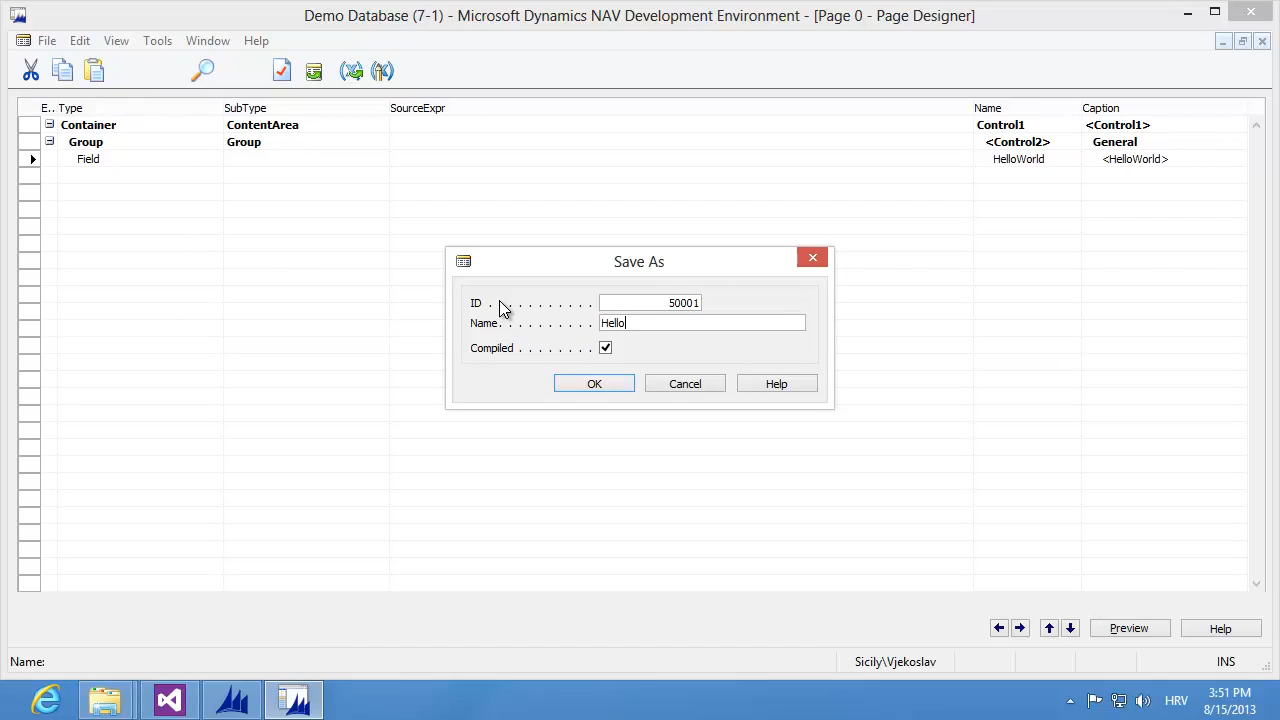 Demo Database (7-1) - Microsoft Dynamics NAV Development Environment - [Page 0 - Page Designer]
File Edit View Tools Window Help
E.. Type SubType SourceExpr Name Caption
Container ContentArea Control1 <Control1>
Group Group <Control2> General
Field HelloWorld <HelloWorld>
Save As
ID . . . . . . . . . . . 50001
Name. . . . . . . . . . Hello
Compiled . . . . . . . . 
OK Cancel Help
Preview Help
Name: Sicily\Vjekoslav INS
HRV 3:51 PM
8/15/2013